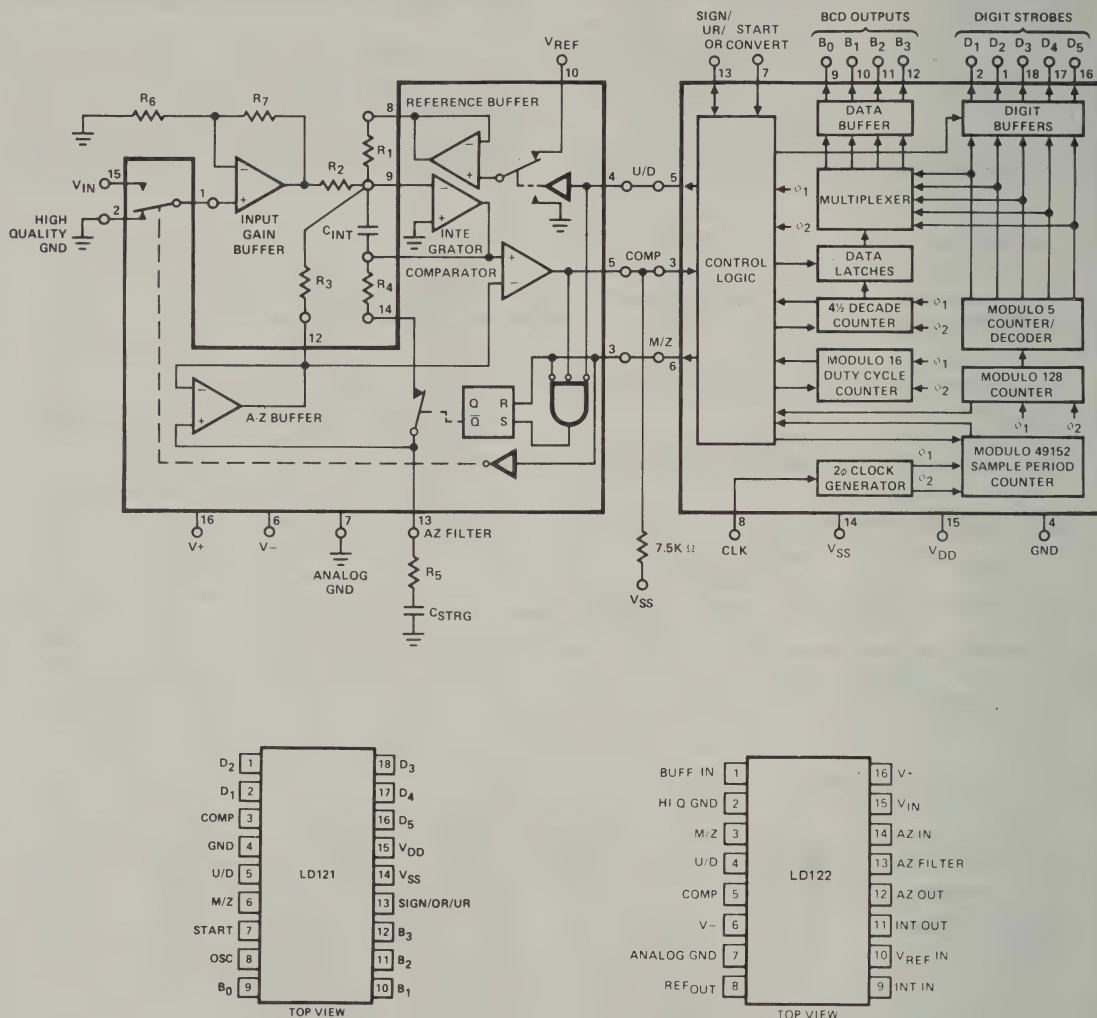 SIGN/ UR/ OR
START CONVERT
BCD OUTPUTS
B0 B1 B2 B3
DIGIT STROBES
D1 D2 D3 D4 D5
13 7 9 10 11 12 2 1 18 17 16
VREF
10
R6
R7
8
REFERENCE BUFFER
R1
R2
9
15
VIN
1
2
HIGH QUALITY GND
INPUT GAIN BUFFER
CINT
INTE GRATOR
COMPARATOR
R3
R4
14
12
A-Z BUFFER
Q R
Q̅ S
4 U/D 5
5 COMP 3
3 M/Z 6
CONTROL LOGIC
DATA BUFFER
DIGIT BUFFERS
MULTIPLEXER
ϕ1
ϕ2
DATA LATCHES
4½ DECADE COUNTER
ϕ1
ϕ2
MODULO 5 COUNTER/ DECODER
MODULO 16 DUTY CYCLE COUNTER
ϕ1
ϕ2
MODULO 128 COUNTER
ϕ1 ϕ2
2ϕ CLOCK GENERATOR
ϕ1
ϕ2
MODULO 49152 SAMPLE PERIOD COUNTER
16 V+
6 V-
7 ANALOG GND
13 AZ FILTER
R5
CSTRG
7.5K Ω
VSS
8 CLK
14 VSS
15 VDD
4 GND
D2 1
D1 2
COMP 3
GND 4
U/D 5
M/Z 6
START 7
OSC 8
B0 9
LD121
18 D3
17 D4
16 D5
15 VDD
14 VSS
13 SIGN/OR/UR
12 B3
11 B2
10 B1
TOP VIEW
BUFF IN 1
HI Q GND 2
M/Z 3
U/D 4
COMP 5
V- 6
ANALOG GND 7
REFOUT 8
LD122
16 V+
15 VIN
14 AZ IN
13 AZ FILTER
12 AZ OUT
11 INT OUT
10 VREF IN
9 INT IN
TOP VIEW